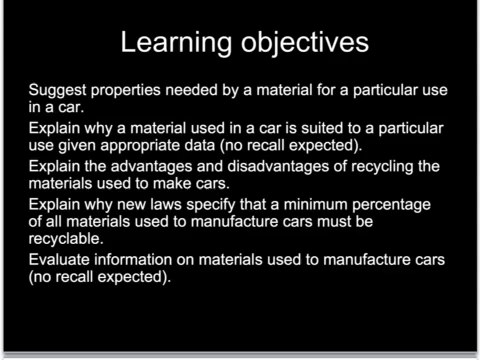 Learning objectives
Suggest properties needed by a material for a particular use
in a car.
Explain why a material used in a car is suited to a particular
use given appropriate data (no recall expected).
Explain the advantages and disadvantages of recycling the
materials used to make cars.
Explain why new laws specify that a minimum percentage
of all materials used to manufacture cars must be
recyclable.
Evaluate information on materials used to manufacture cars
(no recall expected).